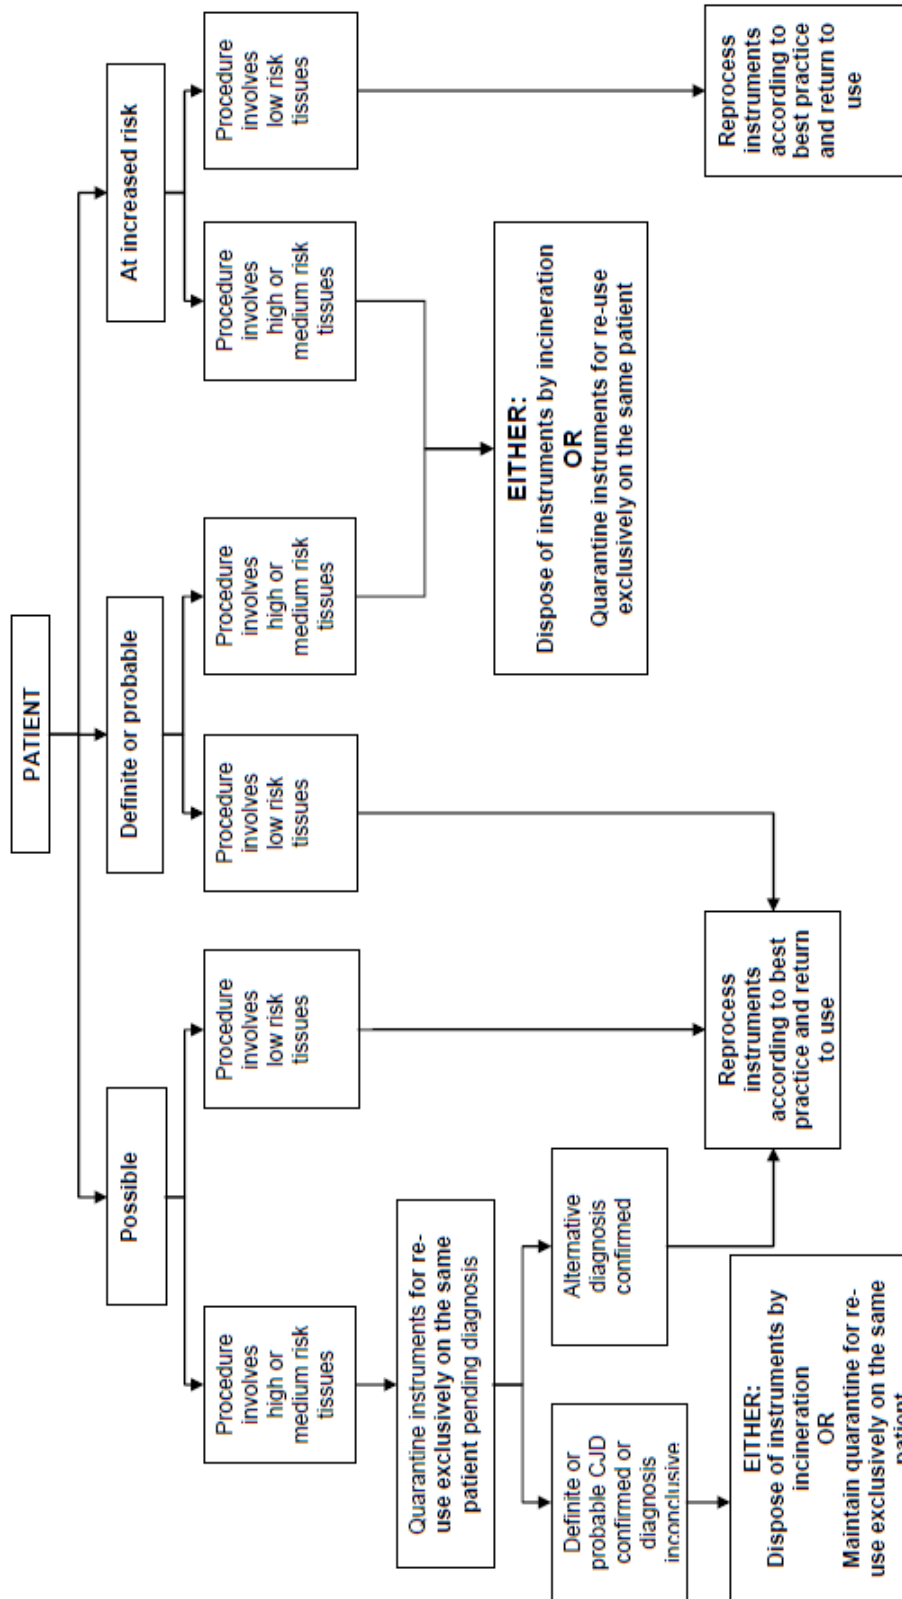 PATIENT
Possible
Definite or probable
At increased risk
Procedure
involves
high or
medium risk
tissues
Procedure
involves
low risk
tissues
Procedure
involves
low risk
tissues
Procedure
involves
high or
medium risk
tissues
Procedure
involves
high or
medium risk
tissues
Procedure
involves
low risk
tissues
Quarantine instruments for re-
use exclusively on the same
patient pending diagnosis
EITHER:
Dispose of instruments by incineration
OR
Quarantine instruments for re-use
exclusively on the same patient
Definite or
probable CJD
confirmed or
diagnosis
inconclusive
Alternative
diagnosis
confirmed
Reprocess
instruments
according to best
practice and return
to use
Reprocess
instruments
according to
best practice
and return to
use
EITHER:
Dispose of instruments by
incineration
OR
Maintain quarantine for re-
use exclusively on the same
patient